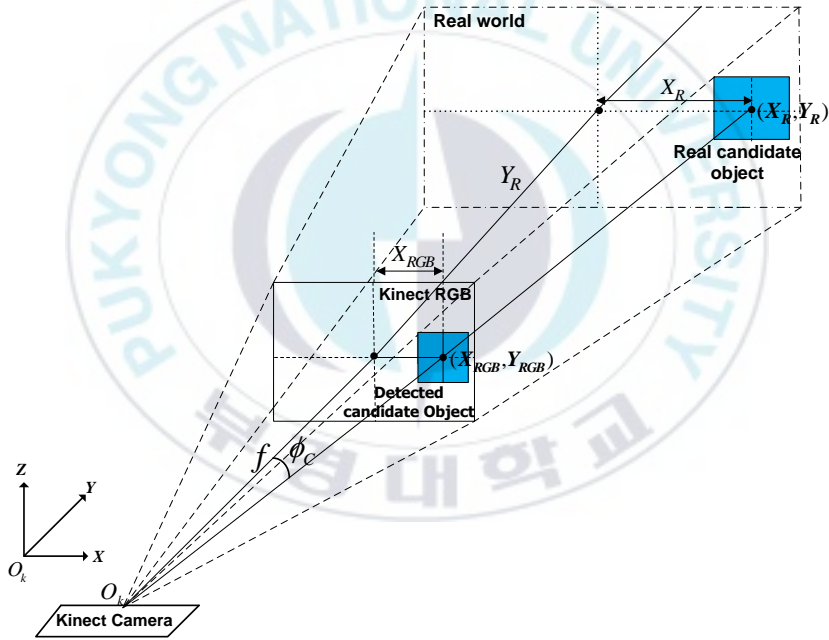 Real world
X_R
(X_R,Y_R)
Real candidate
object
Y_R
X_RGB
Kinect RGB
(X_RGB,Y_RGB)
Detected
candidate Object
f
ϕ_C
Z
Y
X
O_k
O_k
Kinect Camera
PUKYONG NATIONAL UNIVERSITY
부경대학교